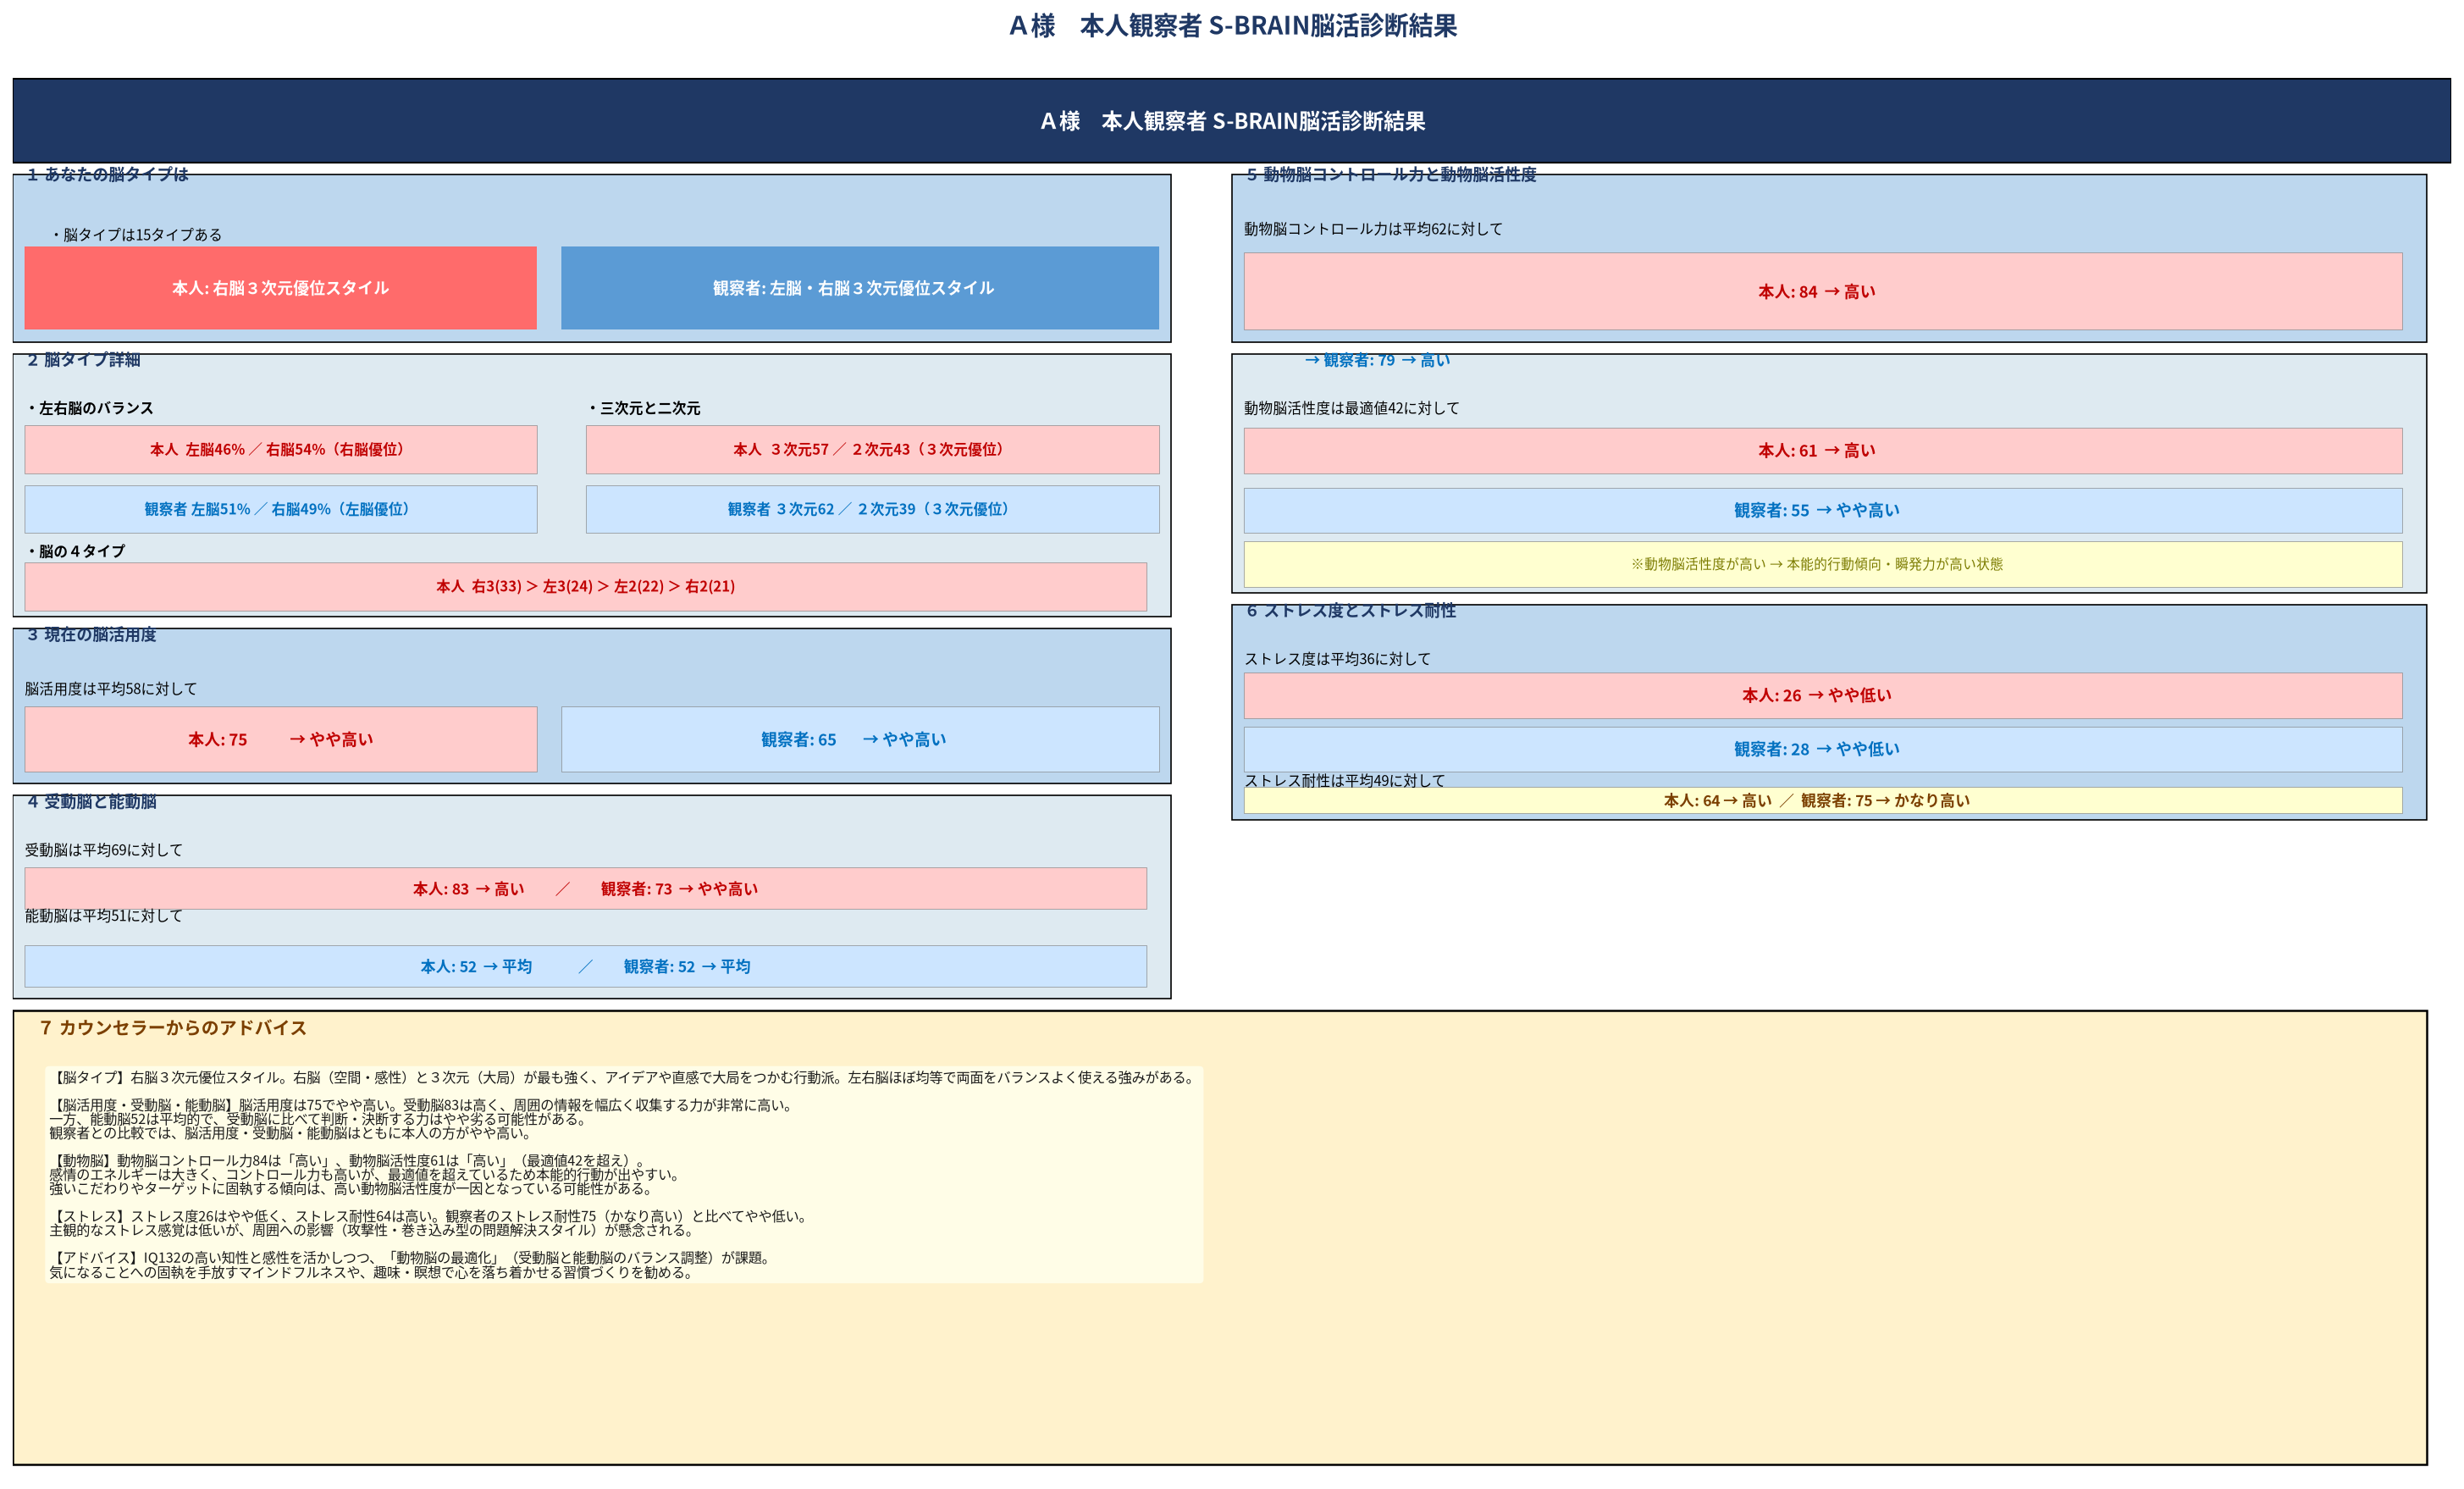 Ａ様　本人観察者 S-BRAIN脳活診断結果
Ａ様　本人観察者 S-BRAIN脳活診断結果
１ あなたの脳タイプは
・脳タイプは15タイプある
本人: 右脳３次元優位スタイル
観察者: 左脳・右脳３次元優位スタイル
２ 脳タイプ詳細
・左右脳のバランス
・三次元と二次元
本人 左脳46% ／ 右脳54%（右脳優位）
本人 ３次元57 ／ ２次元43（３次元優位）
観察者 左脳51% ／ 右脳49%（左脳優位）
観察者 ３次元62 ／ ２次元39（３次元優位）
・脳の４タイプ
本人 右3(33) ＞ 左3(24) ＞ 左2(22) ＞ 右2(21)
３ 現在の脳活用度
脳活用度は平均58に対して
本人: 75 → やや高い
観察者: 65 → やや高い
４ 受動脳と能動脳
受動脳は平均69に対して
本人: 83 → 高い ／ 観察者: 73 → やや高い
能動脳は平均51に対して
本人: 52 → 平均 ／ 観察者: 52 → 平均
５ 動物脳コントロール力と動物脳活性度
動物脳コントロール力は平均62に対して
本人: 84 → 高い
→ 観察者: 79 → 高い
動物脳活性度は最適値42に対して
本人: 61 → 高い
観察者: 55 → やや高い
※動物脳活性度が高い → 本能的行動傾向・瞬発力が高い状態
６ ストレス度とストレス耐性
ストレス度は平均36に対して
本人: 26 → やや低い
観察者: 28 → やや低い
ストレス耐性は平均49に対して
本人: 64 → 高い ／ 観察者: 75 → かなり高い
７ カウンセラーからのアドバイス
【脳タイプ】右脳３次元優位スタイル。右脳（空間・感性）と３次元（大局）が最も強く、アイデアや直感で大局をつかむ行動派。左右脳ほぼ均等で両面をバランスよく使える強みがある。
【脳活用度・受動脳・能動脳】脳活用度は75でやや高い。受動脳83は高く、周囲の情報を幅広く収集する力が非常に高い。
一方、能動脳52は平均的で、受動脳に比べて判断・決断する力はやや劣る可能性がある。
観察者との比較では、脳活用度・受動脳・能動脳はともに本人の方がやや高い。
【動物脳】動物脳コントロール力84は「高い」、動物脳活性度61は「高い」（最適値42を超え）。
感情のエネルギーは大きく、コントロール力も高いが、最適値を超えているため本能的行動が出やすい。
強いこだわりやターゲットに固執する傾向は、高い動物脳活性度が一因となっている可能性がある。
【ストレス】ストレス度26はやや低く、ストレス耐性64は高い。観察者のストレス耐性75（かなり高い）と比べてやや低い。
主観的なストレス感覚は低いが、周囲への影響（攻撃性・巻き込み型の問題解決スタイル）が懸念される。
【アドバイス】IQ132の高い知性と感性を活かしつつ、「動物脳の最適化」（受動脳と能動脳のバランス調整）が課題。
気になることへの固執を手放すマインドフルネスや、趣味・瞑想で心を落ち着かせる習慣づくりを勧める。